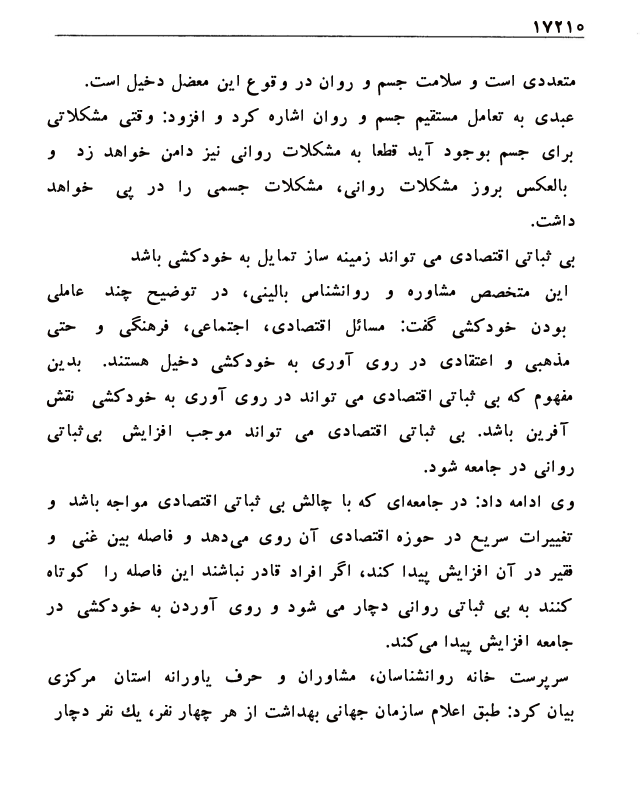 ۱۷۲۱۰
متعددی است و سلامت جسم و روان در وقوع این معضل دخیل است.
عبدی به تعامل مستقیم جسم و روان اشاره کرد و افزود: وقتی مشکلاتی
برای جسم بوجود آید قطعا به مشکلات روانی نیز دامن خواهد زد و
بالعکس بروز مشکلات روانی، مشکلات جسمی را در پی خواهد
داشت.
بی ثباتی اقتصادی می تواند زمینه ساز تمایل به خودکشی باشد
این متخصص مشاوره و روانشناس بالینی، در توضیح چند عاملی
بودن خودکشی گفت: مسائل اقتصادی، اجتماعی، فرهنگی و حتی
مذهبی و اعتقادی در روی آوری به خودکشی دخیل هستند. بدین
مفهوم که بی ثباتی اقتصادی می تواند در روی آوری به خودکشی نقش
آفرین باشد. بی ثباتی اقتصادی می تواند موجب افزایش بی‌ثباتی
روانی در جامعه شود.
وی ادامه داد: در جامعه‌ای که با چالش بی ثباتی اقتصادی مواجه باشد و
تغییرات سریع در حوزه اقتصادی آن روی می‌دهد و فاصله بین غنی و
فقیر در آن افزایش پیدا کند، اگر افراد قادر نباشند این فاصله را کوتاه
کنند به بی ثباتی روانی دچار می شود و روی آوردن به خودکشی در
جامعه افزایش پیدا می‌کند.
سرپرست خانه روانشناسان، مشاوران و حرف یاورانه استان مرکزی
بیان کرد: طبق اعلام سازمان جهانی بهداشت از هر چهار نفر، یك نفر دچار